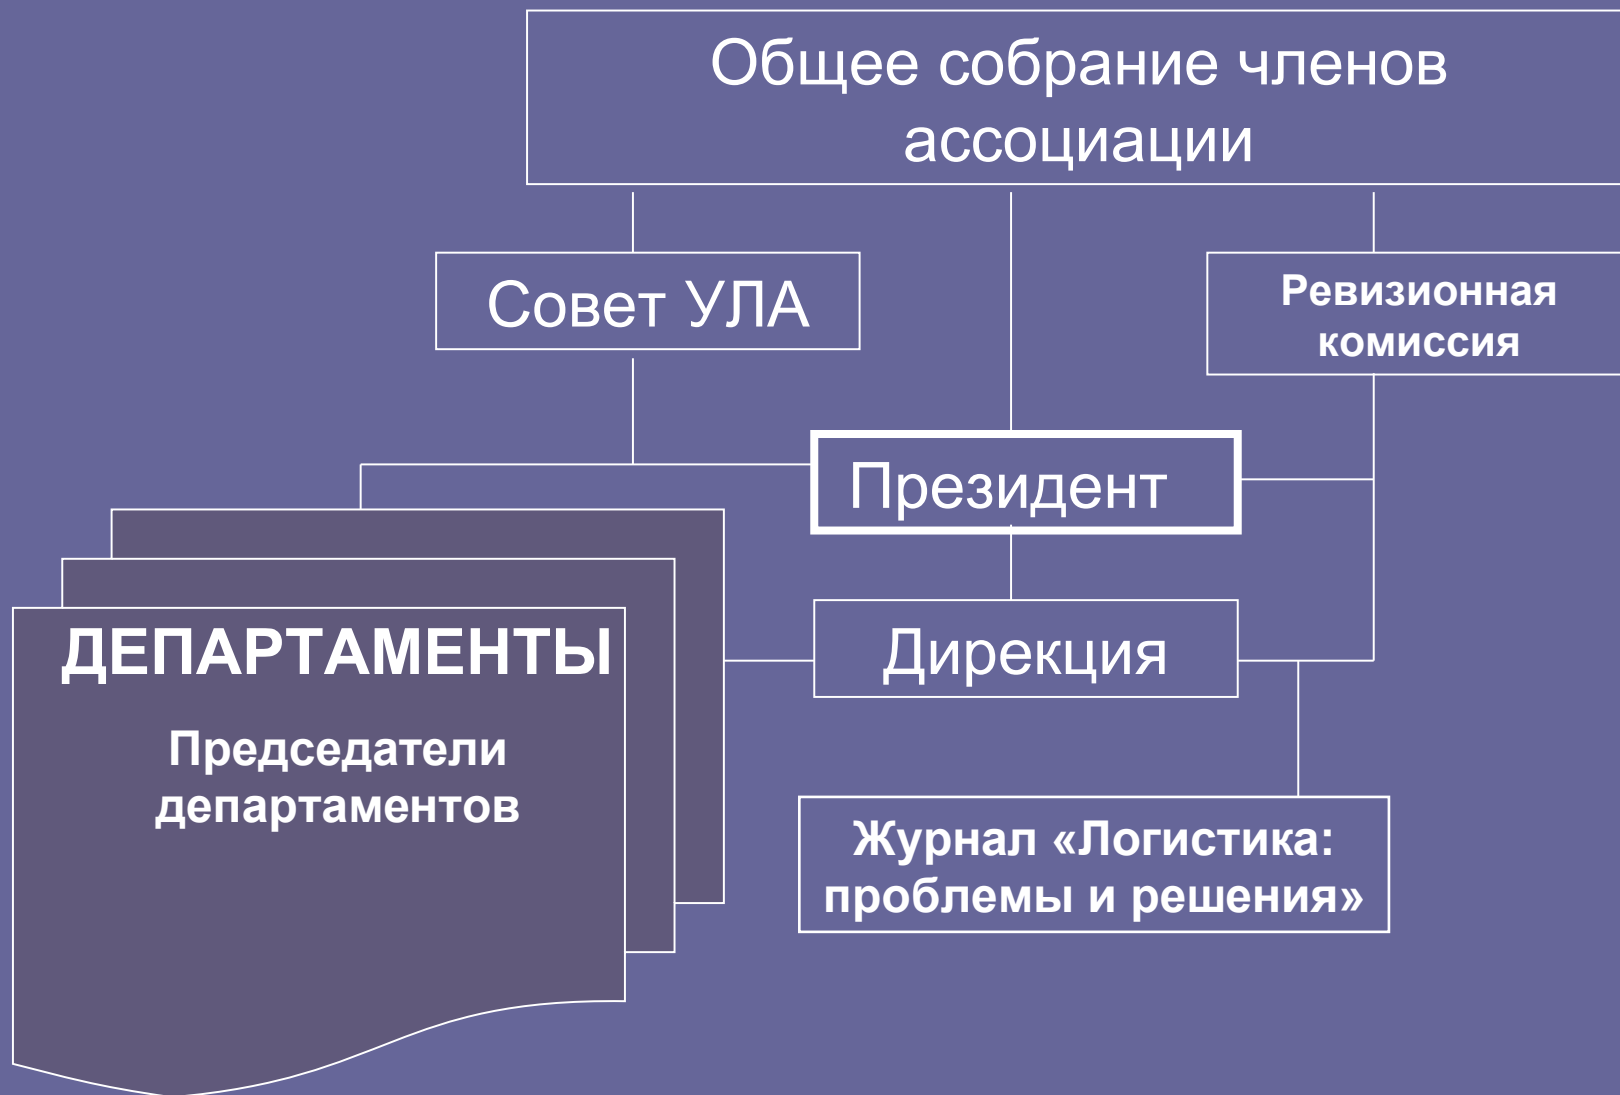 Общее собрание членов
ассоциации
Совет УЛА
Ревизионная
комиссия
Президент
ДЕПАРТАМЕНТЫ
Председатели
департаментов
Дирекция
Журнал «Логистика:
проблемы и решения»